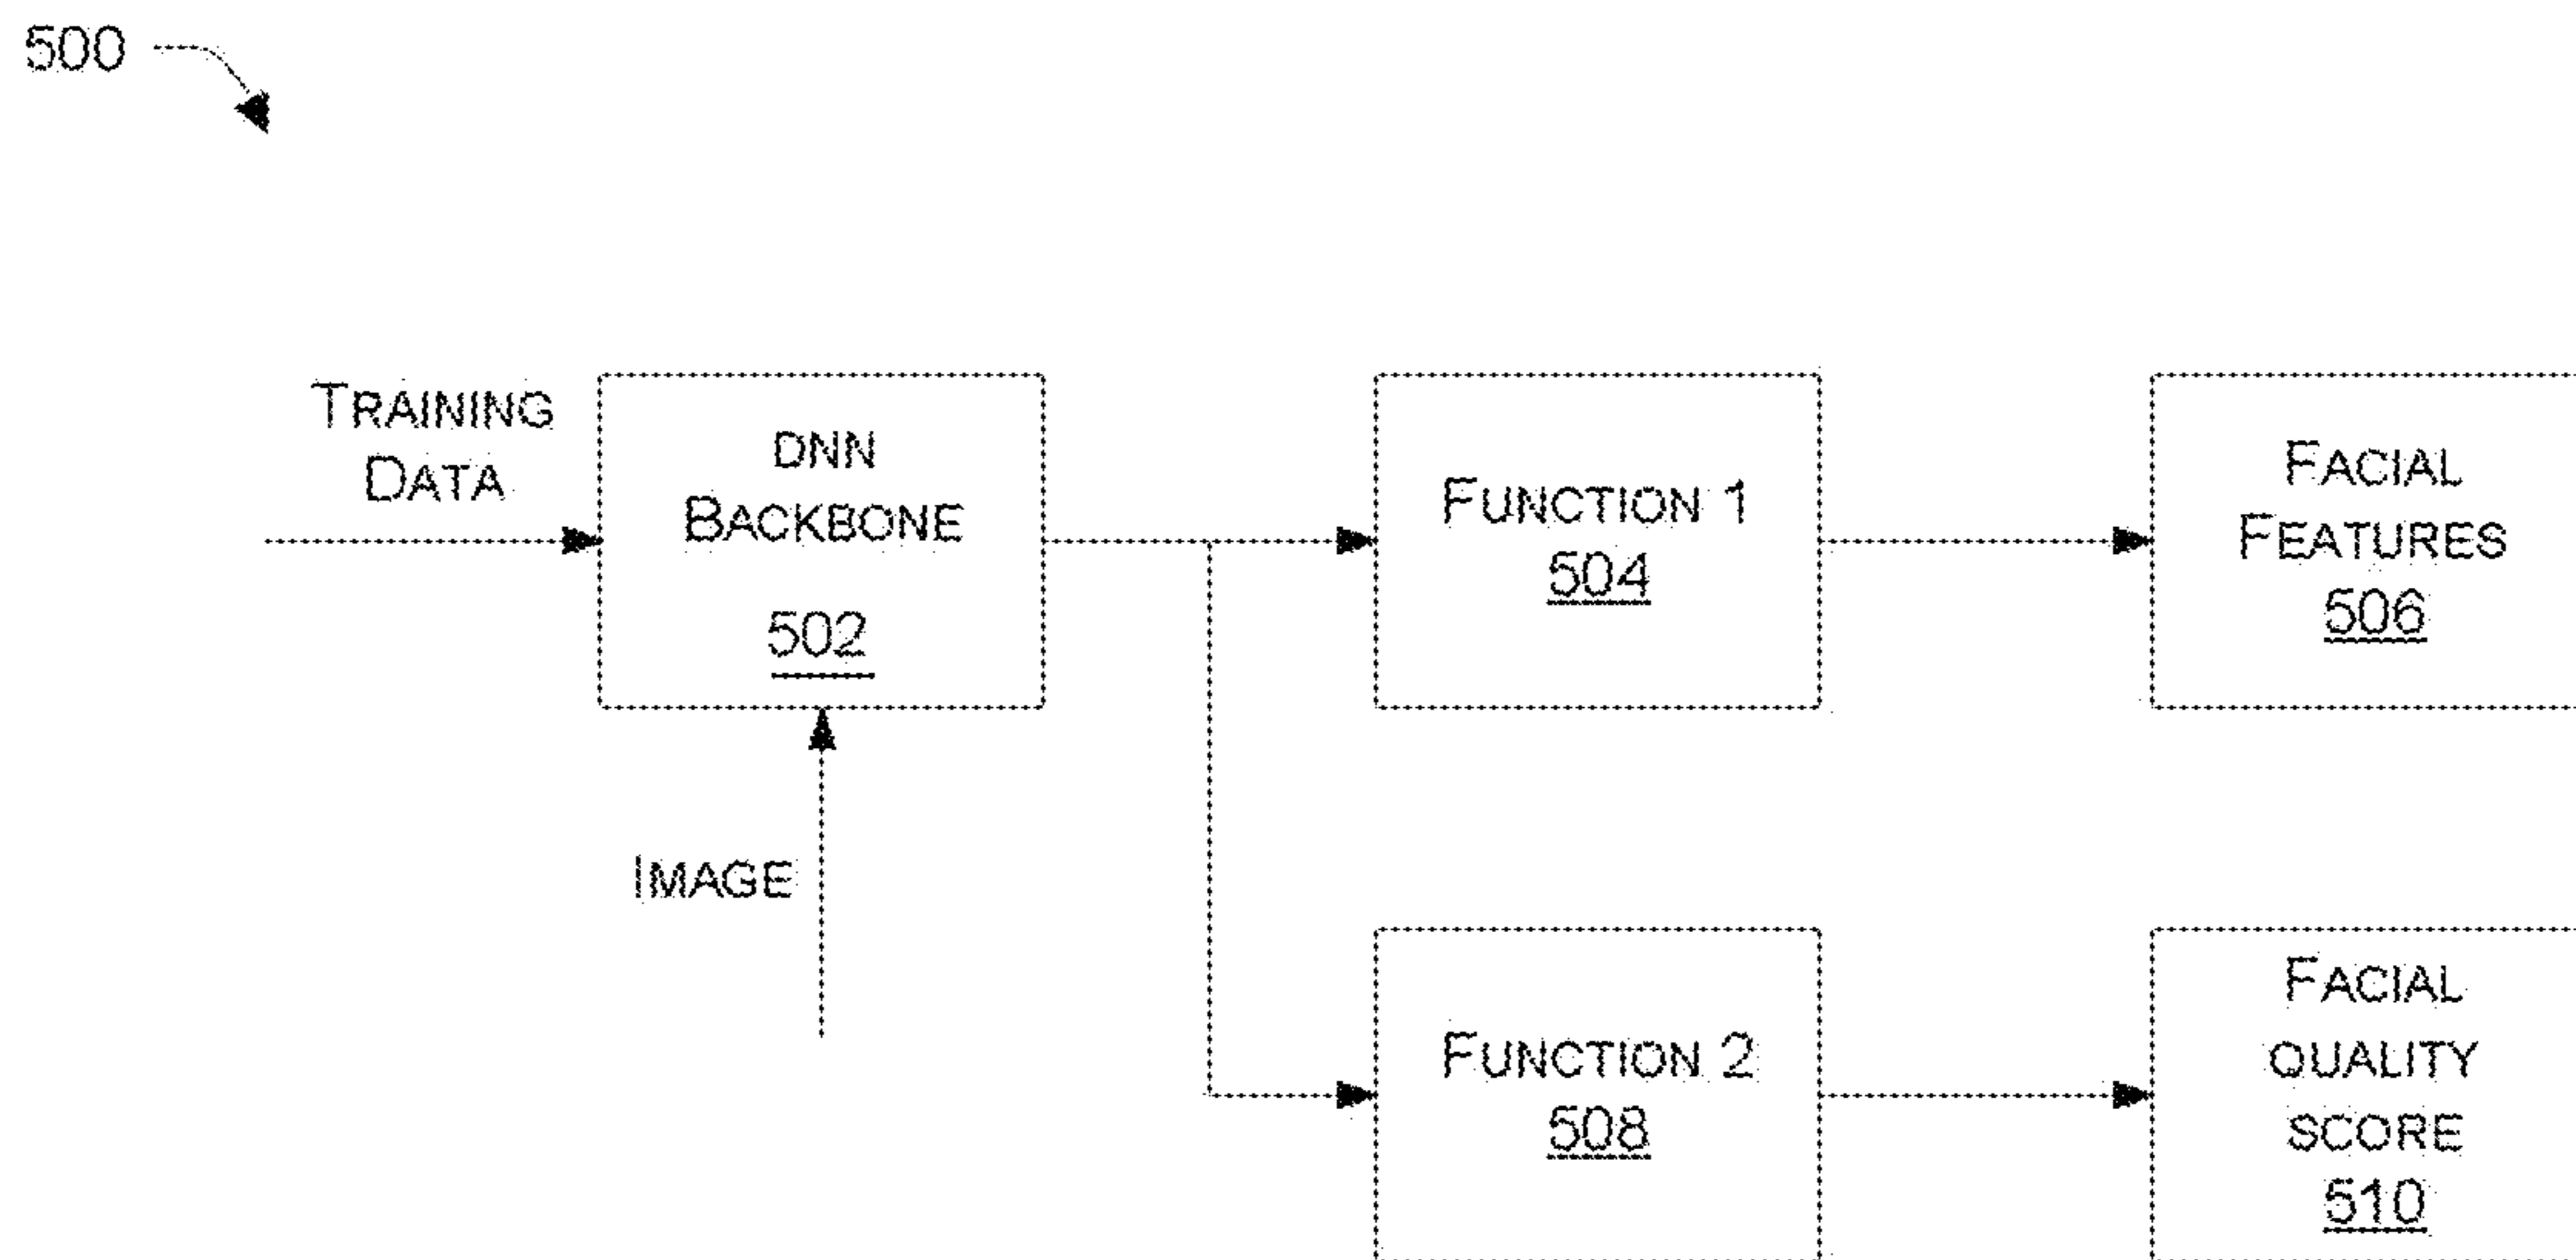 500
TRAINING
DATA
DNN
BACKBONE
502
FUNCTION 1
504
FACIAL
FEATURES
506
IMAGE
FUNCTION 2
508
FACIAL
QUALITY
SCORE
510